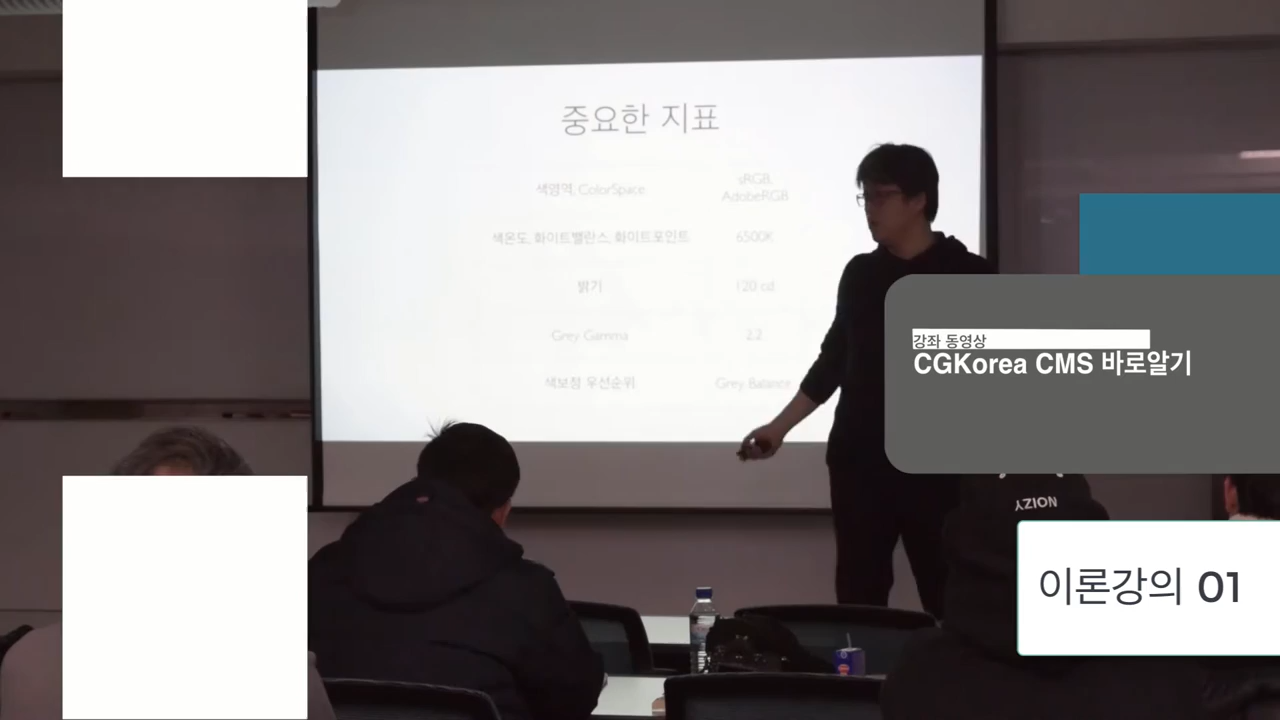 중요한 지표
색영역, ColorSpace
sRGB,
AdobeRGB
색온도, 화이트밸런스, 화이트포인트
6500K
밝기
120 cd
Grey Gamma
2.2
색보정 우선순위
Grey Balance
강좌 동영상
CGKorea CMS 바로알기
이론강의 01